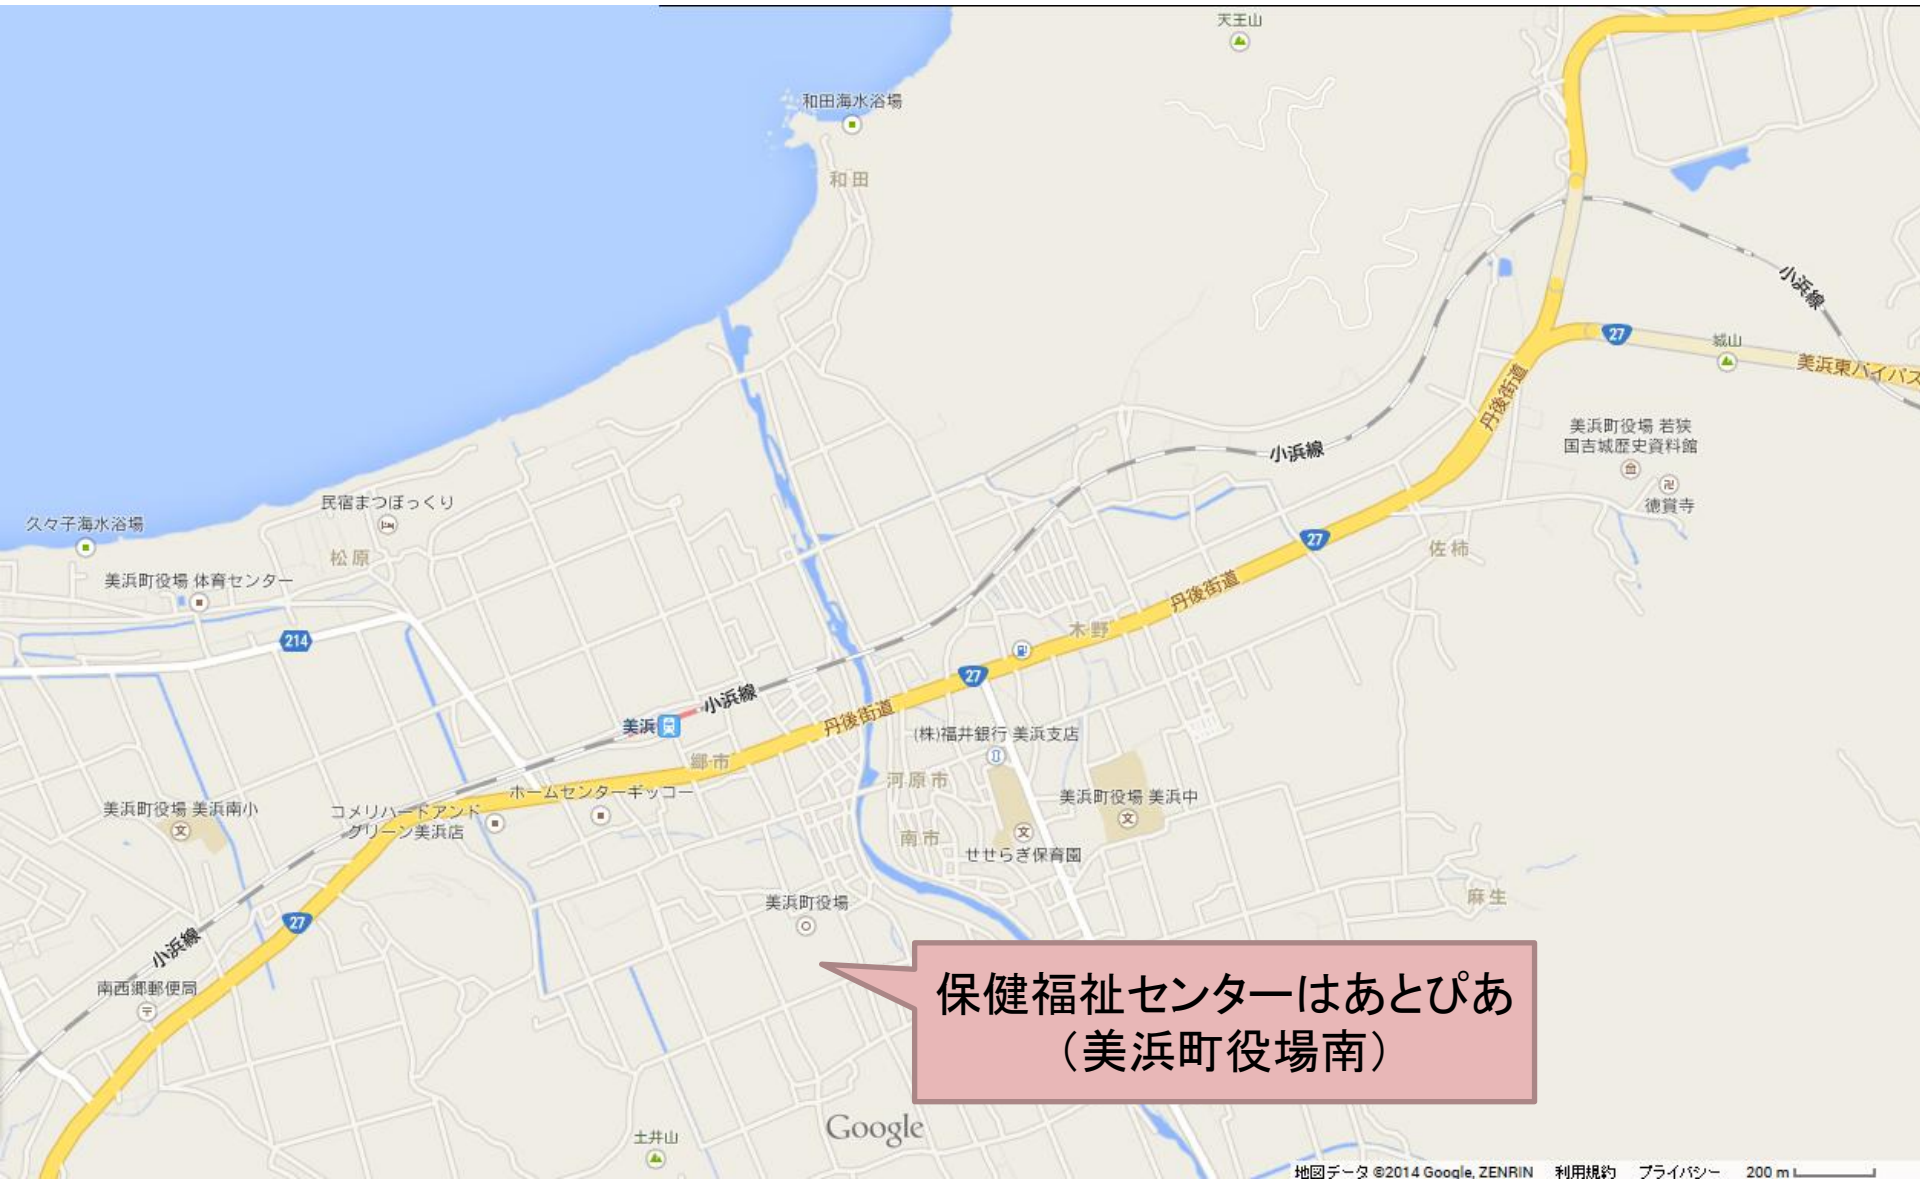 天王山
和田海水浴場
和田
小浜線
27
城山
美浜東バイパス
丹後街道
美浜町役場 若狭
国吉城歴史資料館
徳賞寺
小浜線
民宿まつぼっくり
久々子海水浴場
松原
美浜町役場 体育センター
27
佐柿
丹後街道
木野
214
27
小浜線
美浜
丹後街道
(株)福井銀行 美浜支店
郷市
河原市
ホームセンターギッコー
美浜町役場 美浜中
文
美浜町役場 美浜南小
文
コメリハードアンド
グリーン美浜店
南市
文
せせらぎ保育園
美浜町役場
麻生
27
小浜線
南西郷郵便局
保健福祉センターはあとぴあ
(美浜町役場南)
土井山
Google
地図データ ©2014 Google, ZENRIN 利用規約 プライバシー 200 m